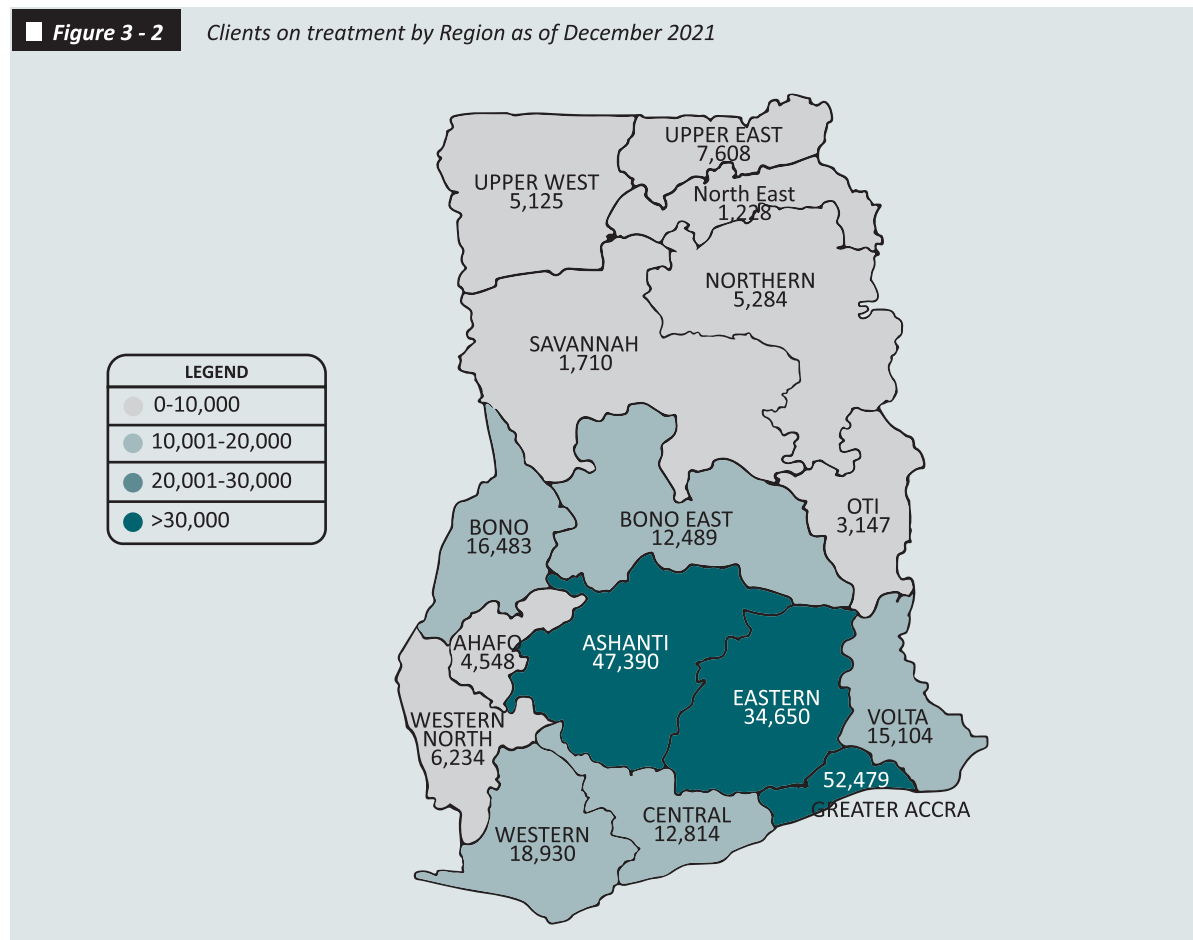 Figure 3 - 2
Clients on treatment by Region as of December 2021
UPPER EAST
7,608
UPPER WEST
5,125
North East
1,228
NORTHERN
5,284
SAVANNAH
1,710
LEGEND
0-10,000
10,001-20,000
20,001-30,000
>30,000
OTI
3,147
BONO
16,483
BONO EAST
12,489
AHAFO
4,548
ASHANTI
47,390
EASTERN
34,650
VOLTA
15,104
WESTERN
NORTH
6,234
52,479
GREATER ACCRA
CENTRAL
12,814
WESTERN
18,930